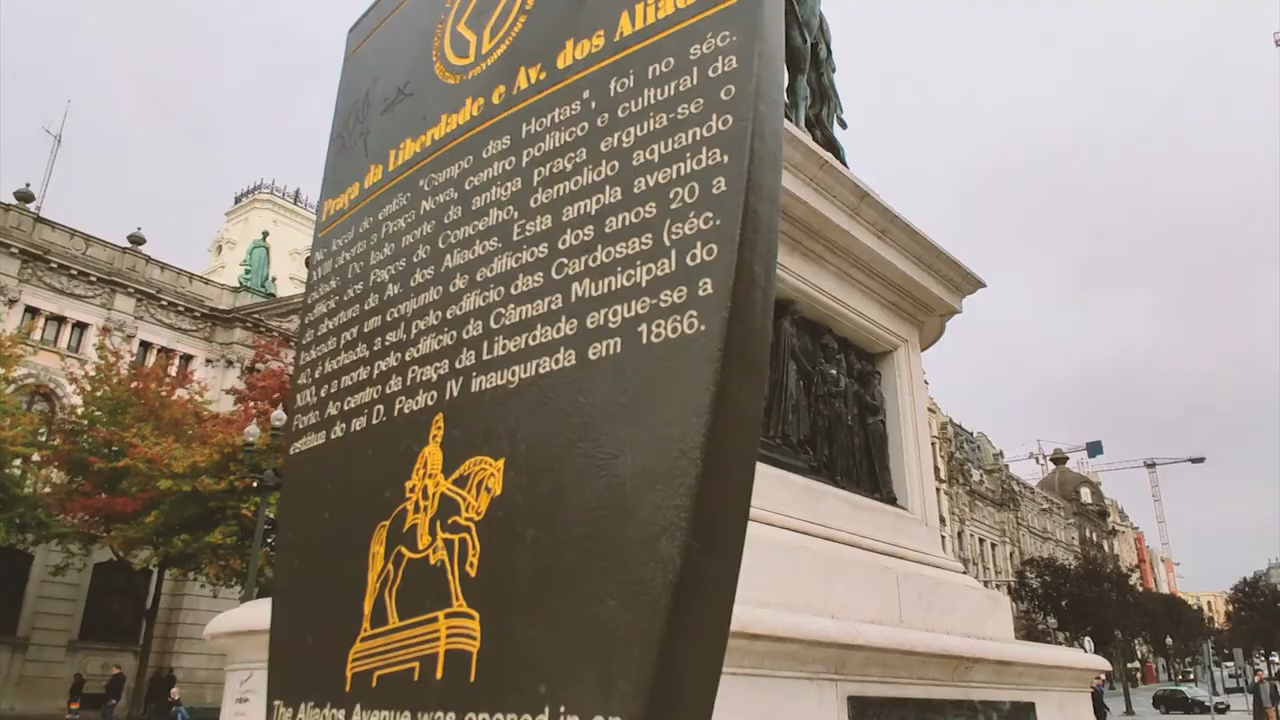 Praça da Liberdade e Av. dos Aliad
No local do então "Campo das Hortas", foi no séc.
XVIII aberta a Praça Nova, centro político e cultural da
cidade. Do lado norte da antiga praça erguia-se o
edifício dos Paços do Concelho, demolido aquando
da abertura da Av. dos Aliados. Esta ampla avenida,
ladeada por um conjunto de edifícios dos anos 20 a
40, é fechada, a sul, pelo edifício das Cardosas (séc.
XIX), e a norte pelo edifício da Câmara Municipal do
Porto. Ao centro da Praça da Liberdade ergue-se a
estátua do rei D. Pedro IV inaugurada em 1866.
The Aliados Avenue was opened in an